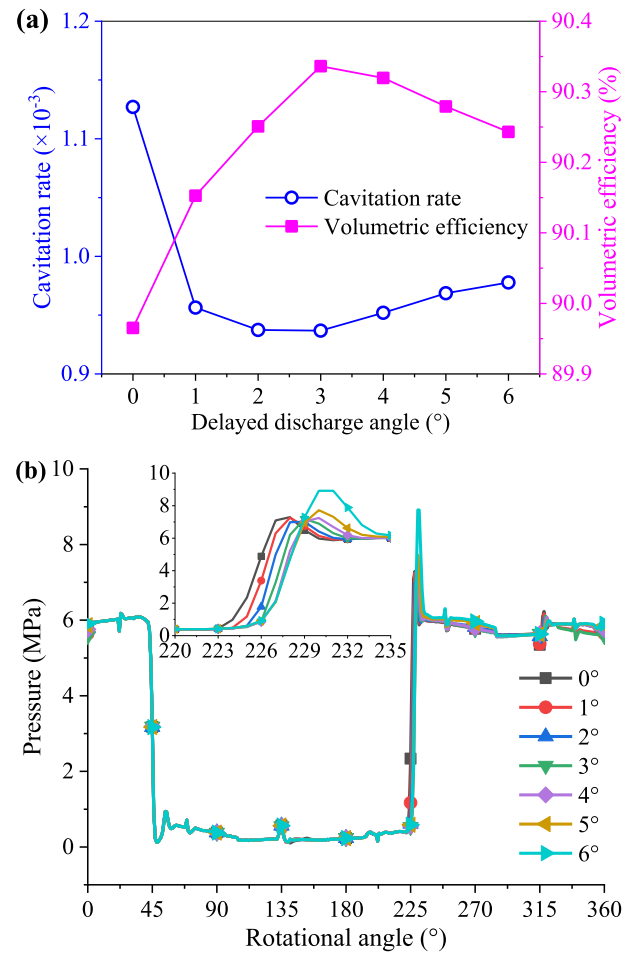 (a)
1.2
1.1
1.0
0.9
Cavitation rate (×10⁻³)
90.4
90.3
90.2
90.1
90.0
89.9
Volumetric efficiency (%)
Cavitation rate
Volumetric efficiency
0 1 2 3 4 5 6
Delayed discharge angle (°)
(b)
10
8
6
4
2
0
Pressure (MPa)
10
8
6
4
2
0
220 223 226 229 232 235
0°
1°
2°
3°
4°
5°
6°
0 45 90 135 180 225 270 315 360
Rotational angle (°)